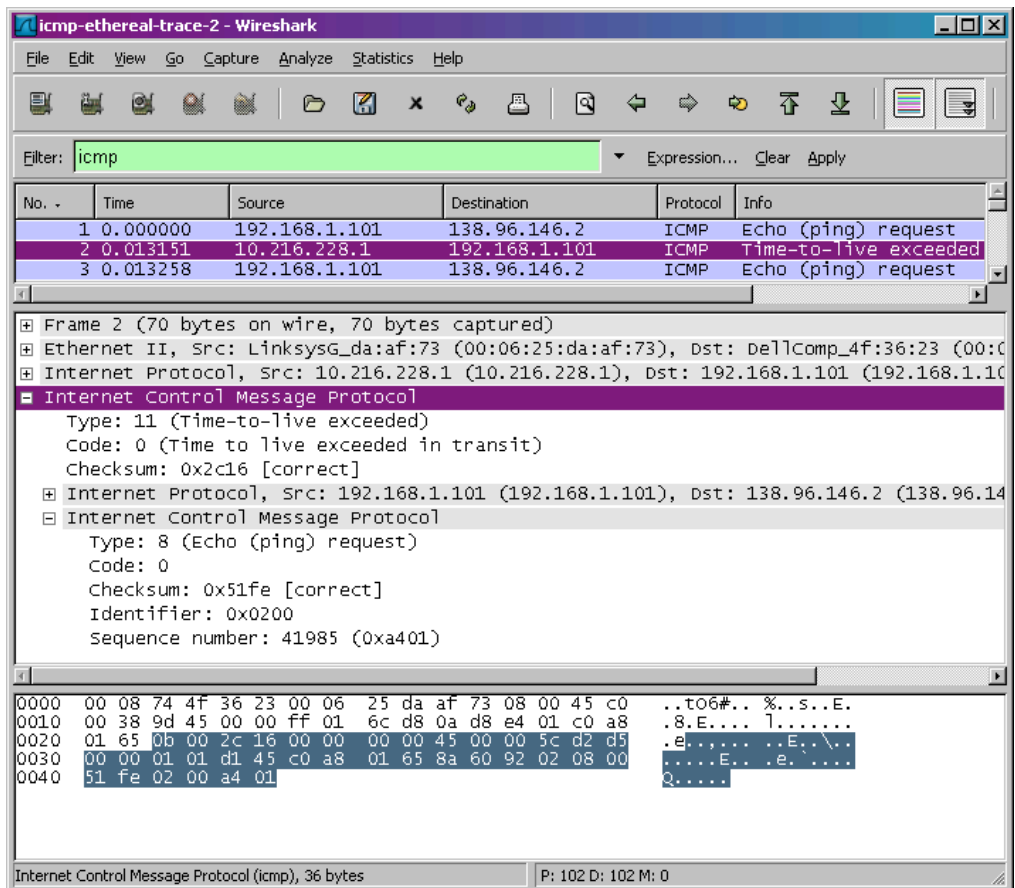 icmp-ethereal-trace-2 - Wireshark
File Edit View Go Capture Analyze Statistics Help
Filter: icmp Expression... Clear Apply
No. Time Source Destination Protocol Info
1 0.000000 192.168.1.101 138.96.146.2 ICMP Echo (ping) request
2 0.013151 10.216.228.1 192.168.1.101 ICMP Time-to-live exceeded
3 0.013258 192.168.1.101 138.96.146.2 ICMP Echo (ping) request
Frame 2 (70 bytes on wire, 70 bytes captured)
Ethernet II, Src: LinksysG_da:af:73 (00:06:25:da:af:73), Dst: DellComp_4f:36:23 (00:0
Internet Protocol, Src: 10.216.228.1 (10.216.228.1), Dst: 192.168.1.101 (192.168.1.10
Internet Control Message Protocol
Type: 11 (Time-to-live exceeded)
Code: 0 (Time to live exceeded in transit)
Checksum: 0x2c16 [correct]
Internet Protocol, Src: 192.168.1.101 (192.168.1.101), Dst: 138.96.146.2 (138.96.14
Internet Control Message Protocol
Type: 8 (Echo (ping) request)
Code: 0
Checksum: 0x51fe [correct]
Identifier: 0x0200
Sequence number: 41985 (0xa401)
0000 00 08 74 4f 36 23 00 06 25 da af 73 08 00 45 c0 ..tO6#.. %..s..E.
0010 00 38 9d 45 00 00 ff 01 6c d8 0a d8 e4 01 c0 a8 .8.E.... l.......
0020 01 65 0b 00 2c 16 00 00 00 00 45 00 00 5c d2 d5 .e..,... ..E..\..
0030 00 00 01 01 d1 45 c0 a8 01 65 8a 60 92 02 08 00 .....E.. .e.`....
0040 51 fe 02 00 a4 01 Q.....
Internet Control Message Protocol (icmp), 36 bytes P: 102 D: 102 M: 0